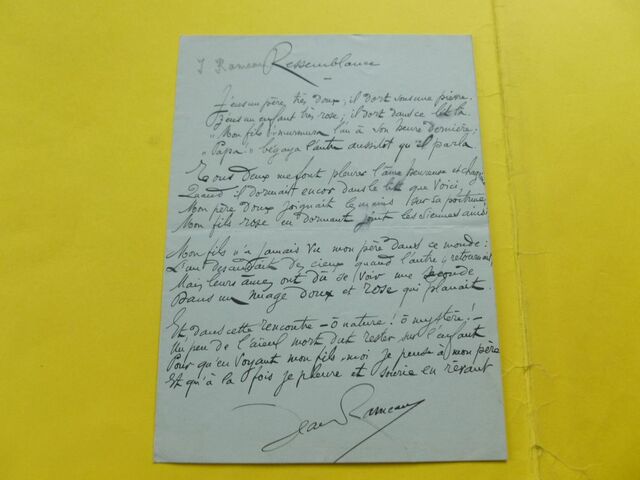 J Rameau Ressemblance
J'eus un père, très doux ; il dort sous une pierre.
J'eus un enfant très rose ; il dort dans ce lit là.
"Mon fils" murmura l'un à son heure dernière ;
"Papa" ! bégaya l'autre aussitôt qu'il parla
Tous deux me font pleurer l'âme heureuse et
Quand il dormait encor dans le lit que voici,
Mon père doux joignait les mains sur sa poitrine,
Mon fils rose en dormant joint les siennes aussi
Mon fils n'a jamais vu mon père dans ce monde :
L'un descendait des cieux quand l'autre y retournait,
Mais leurs âmes ont dû se voir une seconde
Dans un nuage doux et rose qui planait.
Et dans cette rencontre – ô nature ! ô mystère ! –
Un peu de l'aïeul mort dut rester sur l'enfant
Pour qu'en voyant mon fils, moi je pense à mon père
Et qu'à la fois je pleure et sourie en rêvant
Jean Rameau